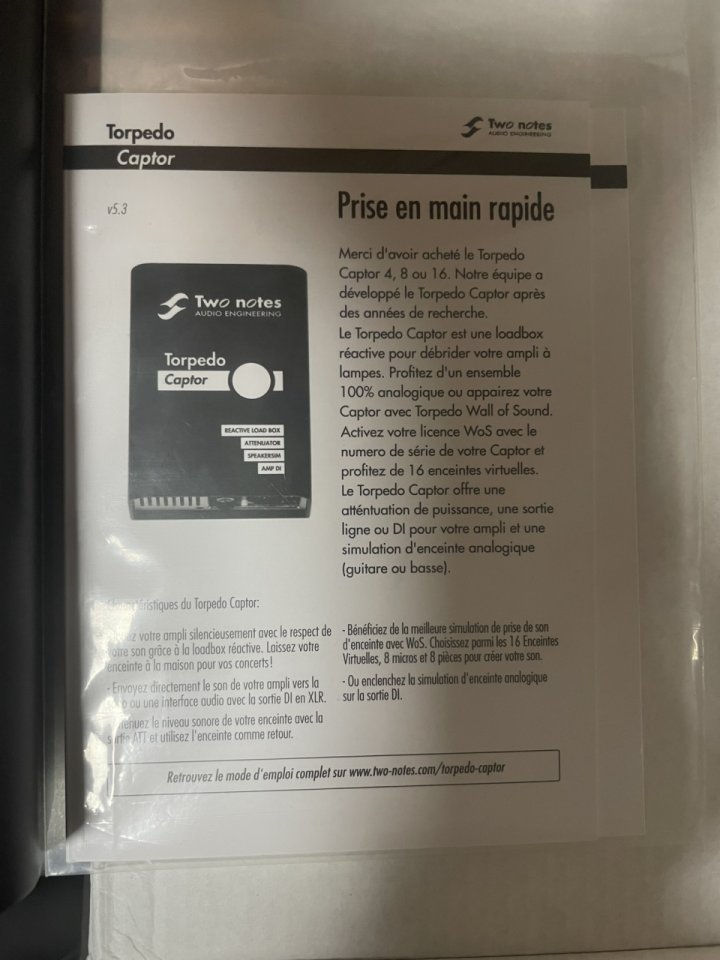 Torpedo
Captor
Two notes
AUDIO ENGINEERING
v5.3
Prise en main rapide
Two notes
AUDIO ENGINEERING
Torpedo
Captor
REACTIVE LOAD BOX
ATTENUATOR
SPEAKERSIM
AMP DI
Merci d'avoir acheté le Torpedo
Captor 4, 8 ou 16. Notre équipe a
développé le Torpedo Captor après
des années de recherche.
Le Torpedo Captor est une loadbox
réactive pour débrider votre ampli à
lampes. Profitez d'un ensemble
100% analogique ou appairez votre
Captor avec Torpedo Wall of Sound.
Activez votre licence WoS avec le
numero de série de votre Captor et
profitez de 16 enceintes virtuelles.
Le Torpedo Captor offre une
atténtuation de puissance, une sortie
ligne ou DI pour votre ampli et une
simulation d'enceinte analogique
(guitare ou basse).
Caractéristiques du Torpedo Captor:
votre ampli silencieusement avec le respect de
votre son grâce à la loadbox réactive. Laissez votre
enceinte à la maison pour vos concerts!
- Envoyez directement le son de votre ampli vers la
ou une interface audio avec la sortie DI en XLR.
le niveau sonore de votre enceinte avec la
sortie ATT et utilisez l'enceinte comme retour.
- Bénéficiez de la meilleure simulation de prise de son
d'enceinte avec WoS. Choisissez parmi les 16 Enceintes
Virtuelles, 8 micros et 8 pièces pour créer votre son.
- Ou enclenchez la simulation d'enceinte analogique
sur la sortie DI.
Retrouvez le mode d'emploi complet sur www.two-notes.com/torpedo-captor